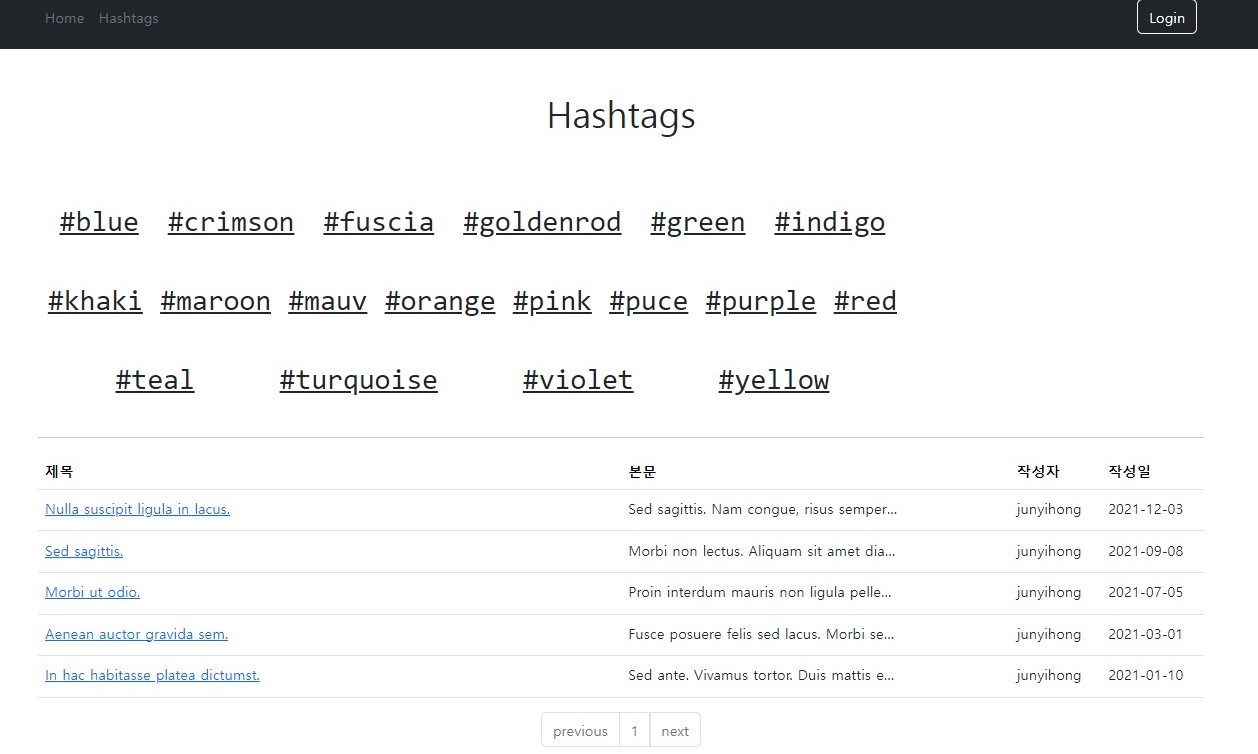 Home Hashtags Login
Hashtags
#blue #crimson #fuscia #goldenrod #green #indigo
#khaki #maroon #mauv #orange #pink #puce #purple #red
#teal #turquoise #violet #yellow
제목 본문 작성자 작성일
Nulla suscipit ligula in lacus. Sed sagittis. Nam congue, risus semper... junyihong 2021-12-03
Sed sagittis. Morbi non lectus. Aliquam sit amet dia... junyihong 2021-09-08
Morbi ut odio. Proin interdum mauris non ligula pelle... junyihong 2021-07-05
Aenean auctor gravida sem. Fusce posuere felis sed lacus. Morbi se... junyihong 2021-03-01
In hac habitasse platea dictumst. Sed ante. Vivamus tortor. Duis mattis e... junyihong 2021-01-10
previous 1 next